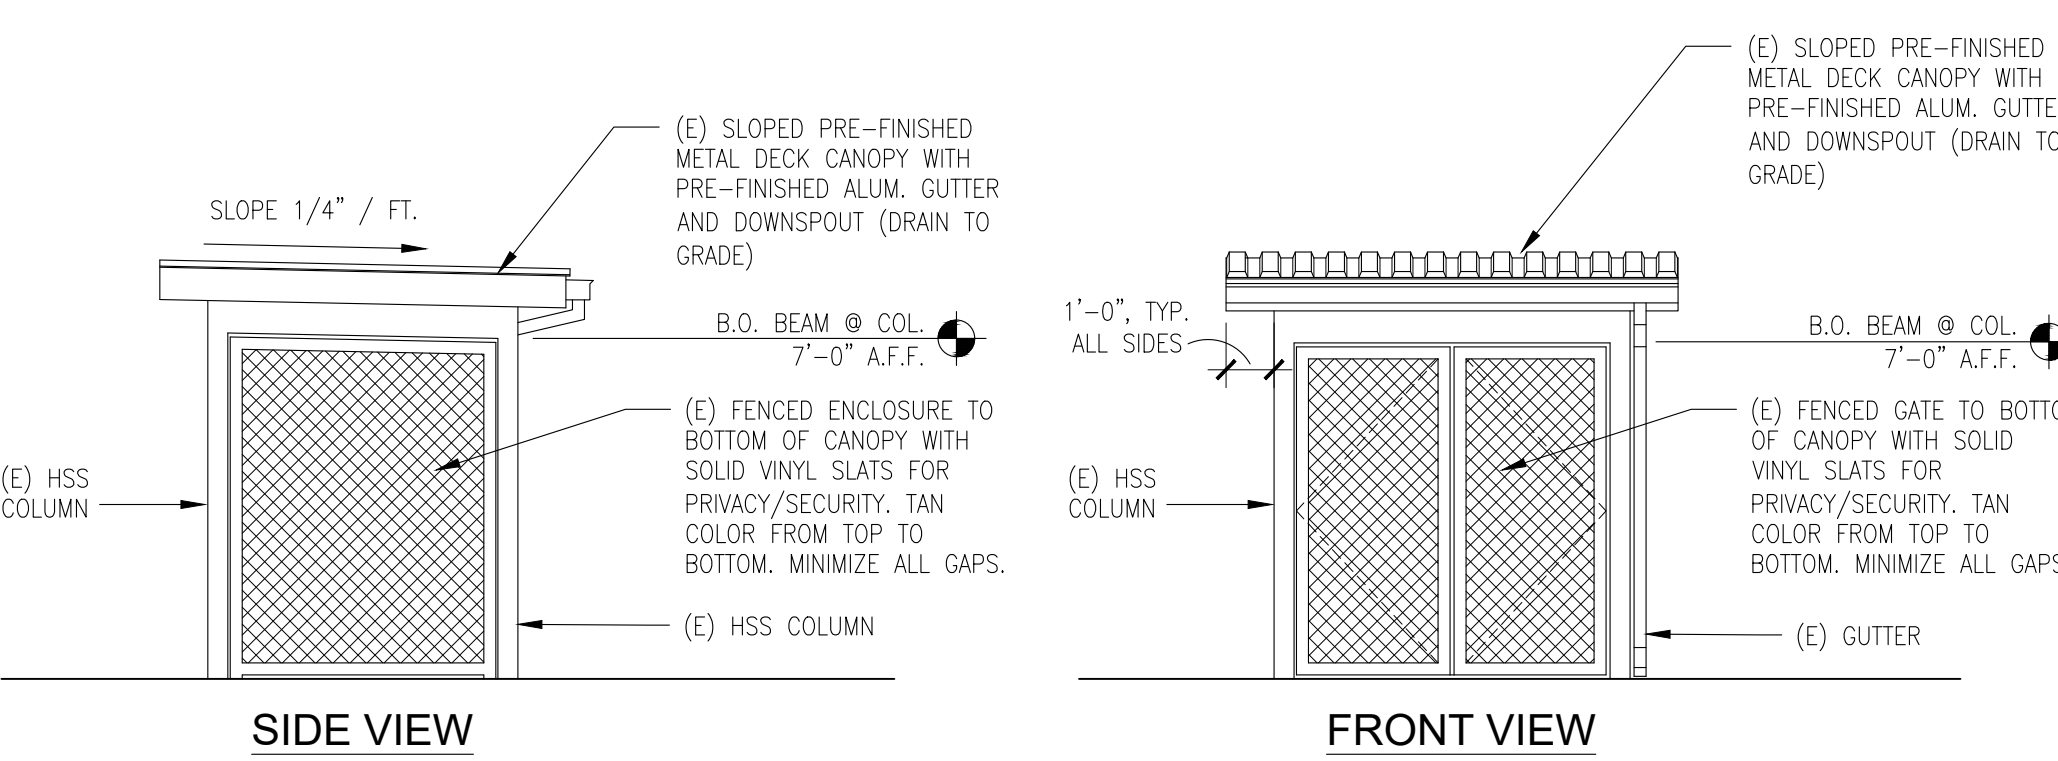 SLOPE 1/4" / FT.
(E) SLOPED PRE-FINISHED
METAL DECK CANOPY WITH
PRE-FINISHED ALUM. GUTTER
AND DOWNSPOUT (DRAIN TO
GRADE)
B.O. BEAM @ COL.
7'-0" A.F.F.
(E) FENCED ENCLOSURE TO
BOTTOM OF CANOPY WITH
SOLID VINYL SLATS FOR
PRIVACY/SECURITY. TAN
COLOR FROM TOP TO
BOTTOM. MINIMIZE ALL GAPS.
(E) HSS
COLUMN
(E) HSS COLUMN
SIDE VIEW
(E) SLOPED PRE-FINISHED
METAL DECK CANOPY WITH
PRE-FINISHED ALUM. GUTTE
AND DOWNSPOUT (DRAIN TO
GRADE)
1'-0", TYP.
ALL SIDES
B.O. BEAM @ COL.
7'-0" A.F.F.
(E) FENCED GATE TO BOTTO
OF CANOPY WITH SOLID
VINYL SLATS FOR
PRIVACY/SECURITY. TAN
COLOR FROM TOP TO
BOTTOM. MINIMIZE ALL GAPS
(E) HSS
COLUMN
(E) GUTTER
FRONT VIEW